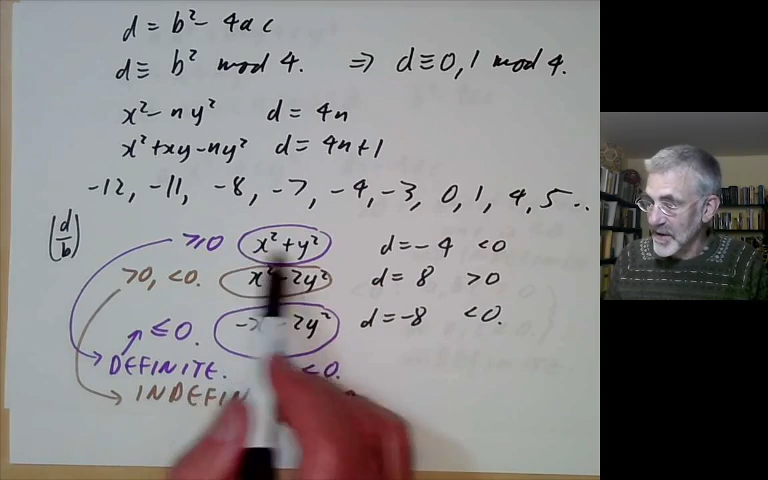 d = b² - 4ac
d ≡ b² mod 4. ⇒ d ≡ 0, 1 mod 4.
x² - ny² d = 4n
x² + xy - ny² d = 4n + 1
-12, -11, -8, -7, -4, -3, 0, 1, 4, 5 ..
(d/b) ≥0 x² + y² d = -4 <0
>0, <0. x² - 2y² d = 8 >0
≤0. - 2y² d = -8 <0.
DEFINITE. <0.